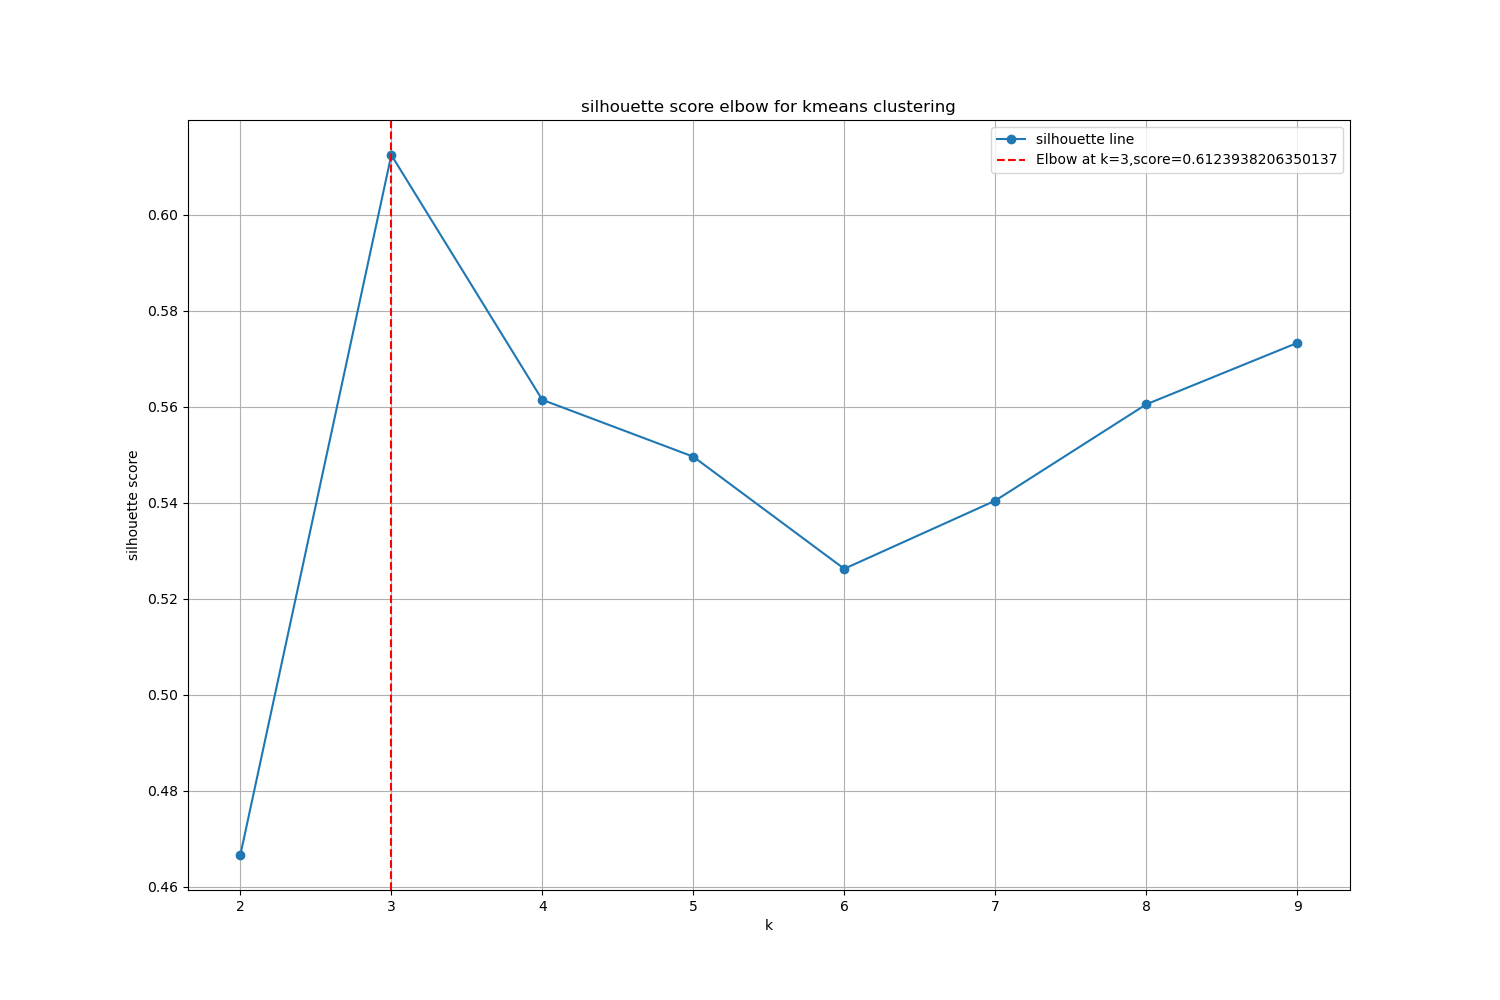 silhouette score elbow for kmeans clustering
silhouette line
Elbow at k=3,score=0.6123938206350137
0.60
0.58
0.56
0.54
0.52
0.50
0.48
0.46
silhouette score
2 3 4 5 6 7 8 9
k